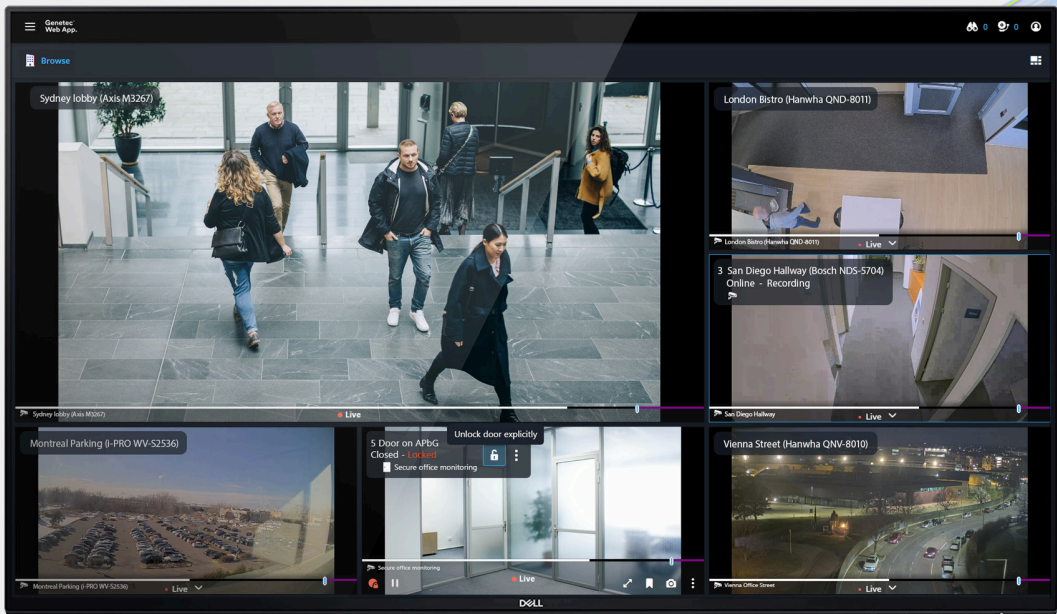 Genetec™
Web App.
0
0
Browse
Sydney lobby (Axis M3267)
Sydney lobby (Axis M3267)
Live
London Bistro (Hanwha QND-8011)
London Bistro (Hanwha QND-8011)
Live
3 San Diego Hallway (Bosch NDS-5704)
Online - Recording
San Diego Hallway
Live
Montreal Parking (i-PRO WV-S2536)
Montreal Parking (i-PRO WV-S2536)
Live
Unlock door explicitly
5 Door on APbG
Closed - Locked
Secure office monitoring
Secure office monitoring
Live
Vienna Street (Hanwha QNV-8010)
Vienna Office Street
Live
DELL